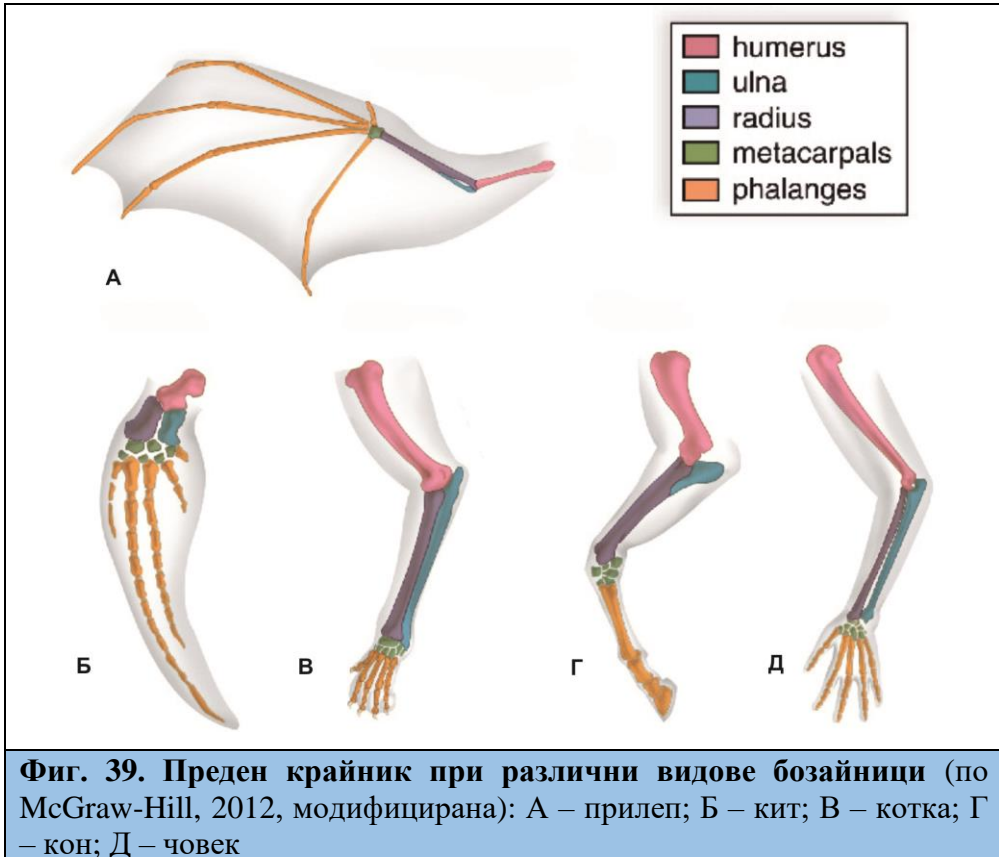 humerus
ulna
radius
metacarpals
phalanges
А
Б
В
Г
Д
Фиг. 39. Преден крайник при различни видове бозайници (по
McGraw-Hill, 2012, модифицирана): А – прилеп; Б – кит; В – котка; Г
– кон; Д – човек